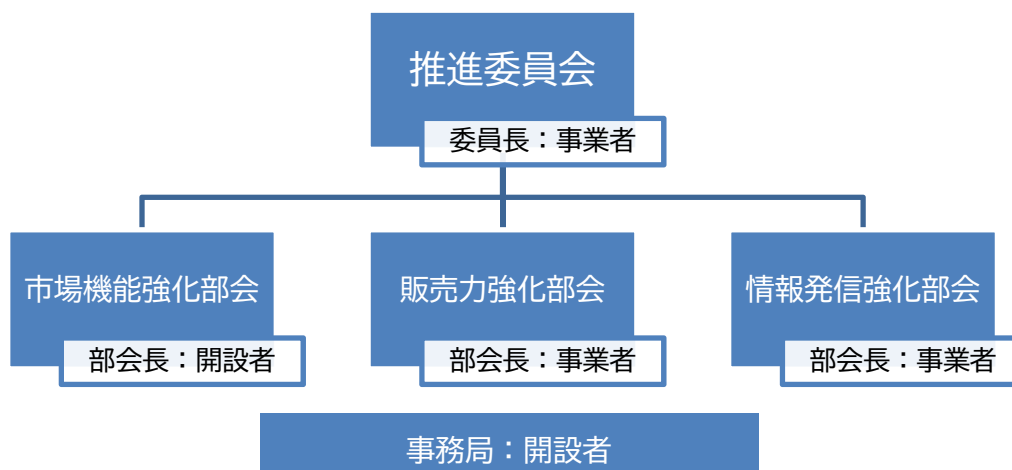 推進委員会
委員長：事業者
市場機能強化部会
部会長：開設者
販売力強化部会
部会長：事業者
情報発信強化部会
部会長：事業者
事務局：開設者